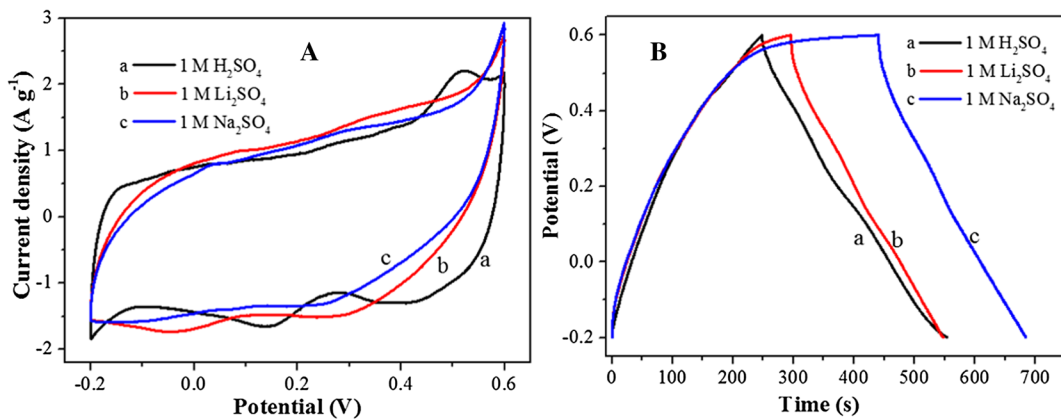 A
a 1 M H₂SO₄
b 1 M Li₂SO₄
c 1 M Na₂SO₄
Current density (A g⁻¹)
3
2
1
0
-1
-2
c
b
a
-0.2 0.0 0.2 0.4 0.6
Potential (V)
B
a 1 M H₂SO₄
b 1 M Li₂SO₄
c 1 M Na₂SO₄
Potential (V)
0.6
0.4
0.2
0.0
-0.2
a b c
0 100 200 300 400 500 600 700
Time (s)